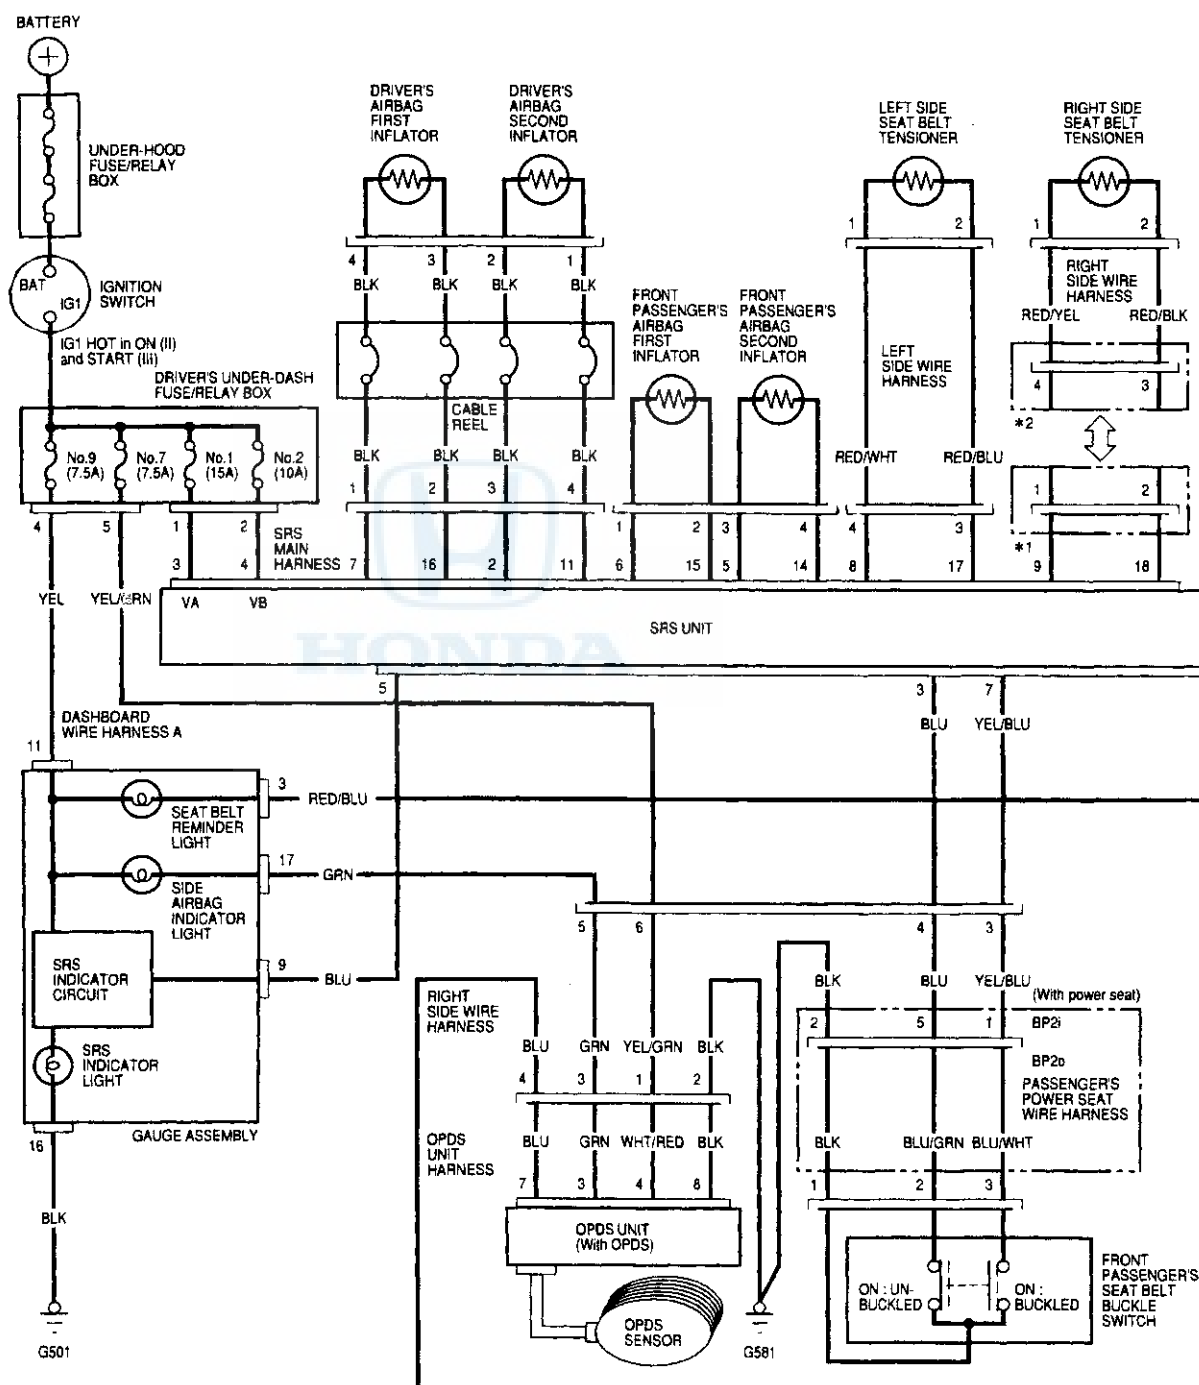 BATTERY
UNDER-HOOD
FUSE/RELAY
BOX
BAT
IG1
IGNITION
SWITCH
IG1 HOT in ON (II)
and START (III)
DRIVER'S UNDER-DASH
FUSE/RELAY BOX
No.9
(7.5A)
No.7
(7.5A)
No.1
(15A)
No.2
(10A)
4 5 1 2
SRS
MAIN
HARNESS
3 4
YEL YEL/GRN
VA VB
DRIVER'S
AIRBAG
FIRST
INFLATOR
DRIVER'S
AIRBAG
SECOND
INFLATOR
4 3 2 1
BLK BLK BLK BLK
CABLE
REEL
BLK BLK BLK BLK
1 2 3 4
7 16 2 11
FRONT
PASSENGER'S
AIRBAG
FIRST
INFLATOR
FRONT
PASSENGER'S
AIRBAG
SECOND
INFLATOR
1 2 3 4
6 15 5 14
LEFT SIDE
SEAT BELT
TENSIONER
1 2
LEFT
SIDE WIRE
HARNESS
RED/WHT RED/BLU
4 3
8 17
RIGHT SIDE
SEAT BELT
TENSIONER
1 2
RIGHT
SIDE WIRE
HARNESS
RED/YEL RED/BLK
4 3
*2
1 2
*1
9 18
SRS UNIT
HONDA
5 3 7
BLU YEL/BLU
DASHBOARD
WIRE HARNESS A
11
SEAT BELT
REMINDER
LIGHT
3
RED/BLU
SIDE
AIRBAG
INDICATOR
LIGHT
17
GRN
SRS
INDICATOR
CIRCUIT
9
BLU
SRS
INDICATOR
LIGHT
16
GAUGE ASSEMBLY
BLK
G501
5 6 4 3
RIGHT
SIDE WIRE
HARNESS
BLU GRN YEL/GRN BLK
4 3 1 2
OPDS
UNIT
HARNESS
BLU GRN WHT/RED BLK
7 3 4 8
OPDS UNIT
(With OPDS)
OPDS
SENSOR
G581
BLK BLU YEL/BLU
(With power seat)
2 5 1 BP2i
BP2o
PASSENGER'S
POWER SEAT
WIRE HARNESS
BLK BLU/GRN BLU/WHT
1 2 3
ON : UN-
BUCKLED
ON :
BUCKLED
FRONT
PASSENGER'S
SEAT BELT
BUCKLE
SWITCH